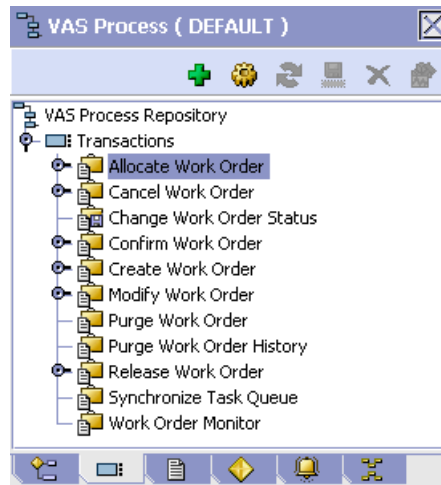 VAS Process ( DEFAULT )
VAS Process Repository
Transactions
Allocate Work Order
Cancel Work Order
Change Work Order Status
Confirm Work Order
Create Work Order
Modify Work Order
Purge Work Order
Purge Work Order History
Release Work Order
Synchronize Task Queue
Work Order Monitor